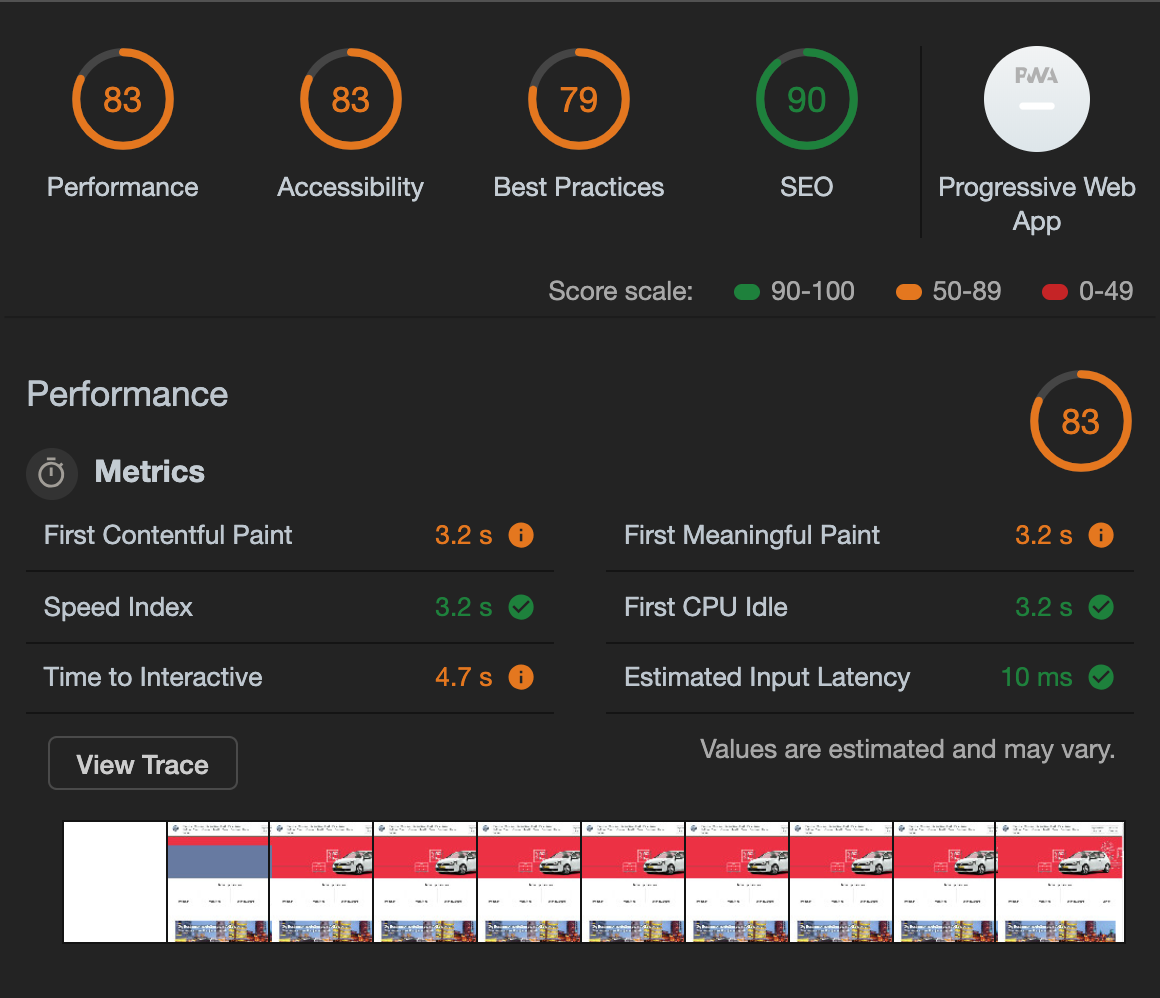 83
83
79
90
PWA
Performance
Accessibility
Best Practices
SEO
Progressive Web
App
Score scale:
90-100
50-89
0-49
Performance
83
Metrics
First Contentful Paint 3.2 s
First Meaningful Paint 3.2 s
Speed Index 3.2 s
First CPU Idle 3.2 s
Time to Interactive 4.7 s
Estimated Input Latency 10 ms
View Trace
Values are estimated and may vary.